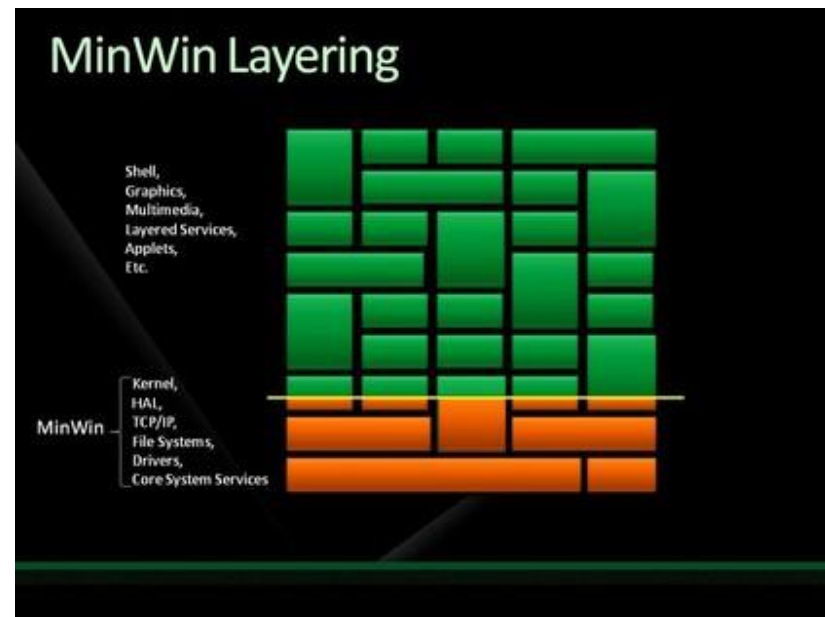 MinWin Layering
Shell,
Graphics,
Multimedia,
Layered Services,
Applets,
Etc.
MinWin
Kernel,
HAL,
TCP/IP,
File Systems,
Drivers,
Core System Services